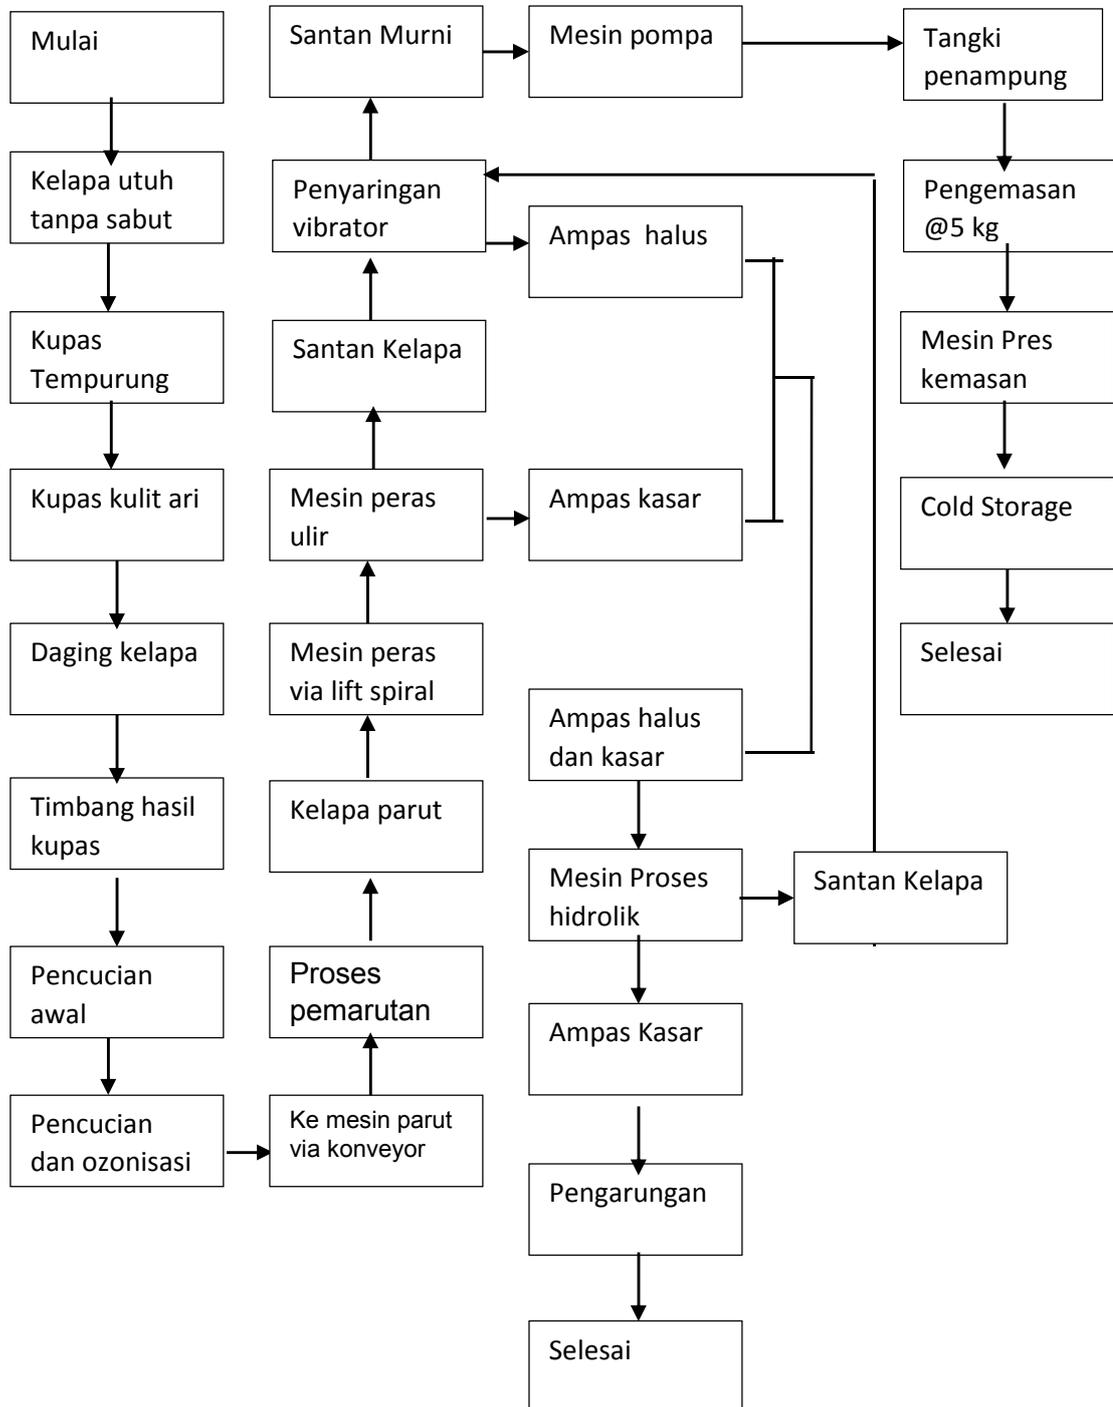 Mulai
Kelapa utuh
tanpa sabut
Kupas
Tempurung
Kupas kulit ari
Daging kelapa
Timbang hasil
kupas
Pencucian
awal
Pencucian
dan ozonisasi
Ke mesin parut
via konveyor
Proses
pemarutan
Kelapa parut
Mesin peras
via lift spiral
Mesin peras
ulir
Santan Kelapa
Penyaringan
vibrator
Santan Murni
Mesin pompa
Ampas halus
Ampas kasar
Ampas halus
dan kasar
Mesin Proses
hidrolik
Santan Kelapa
Ampas Kasar
Pengarungan
Selesai
Tangki
penampung
Pengemasan
@5 kg
Mesin Pres
kemasan
Cold Storage
Selesai